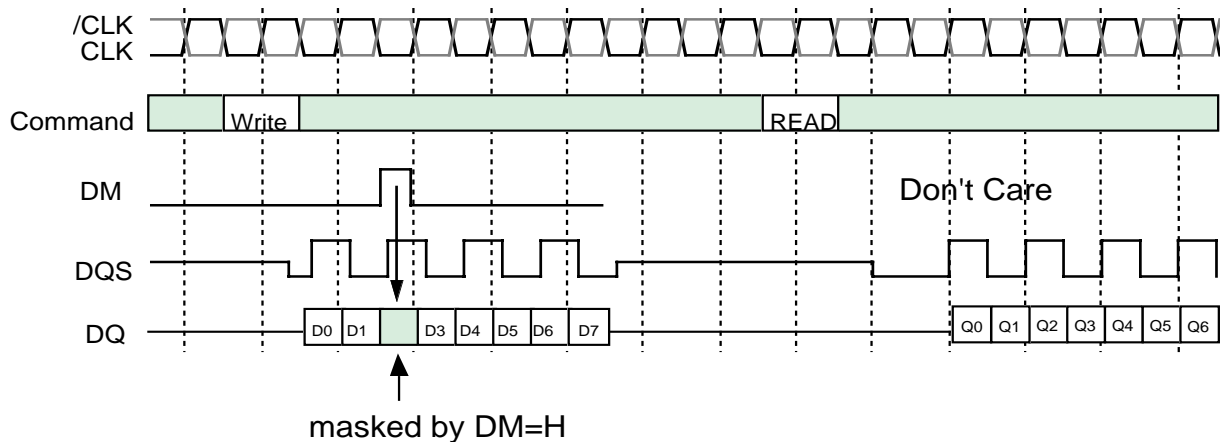 /CLK
CLK
Command Write READ
DM Don't Care
DQS
DQ D0 D1 D3 D4 D5 D6 D7 Q0 Q1 Q2 Q3 Q4 Q5 Q6
masked by DM=H